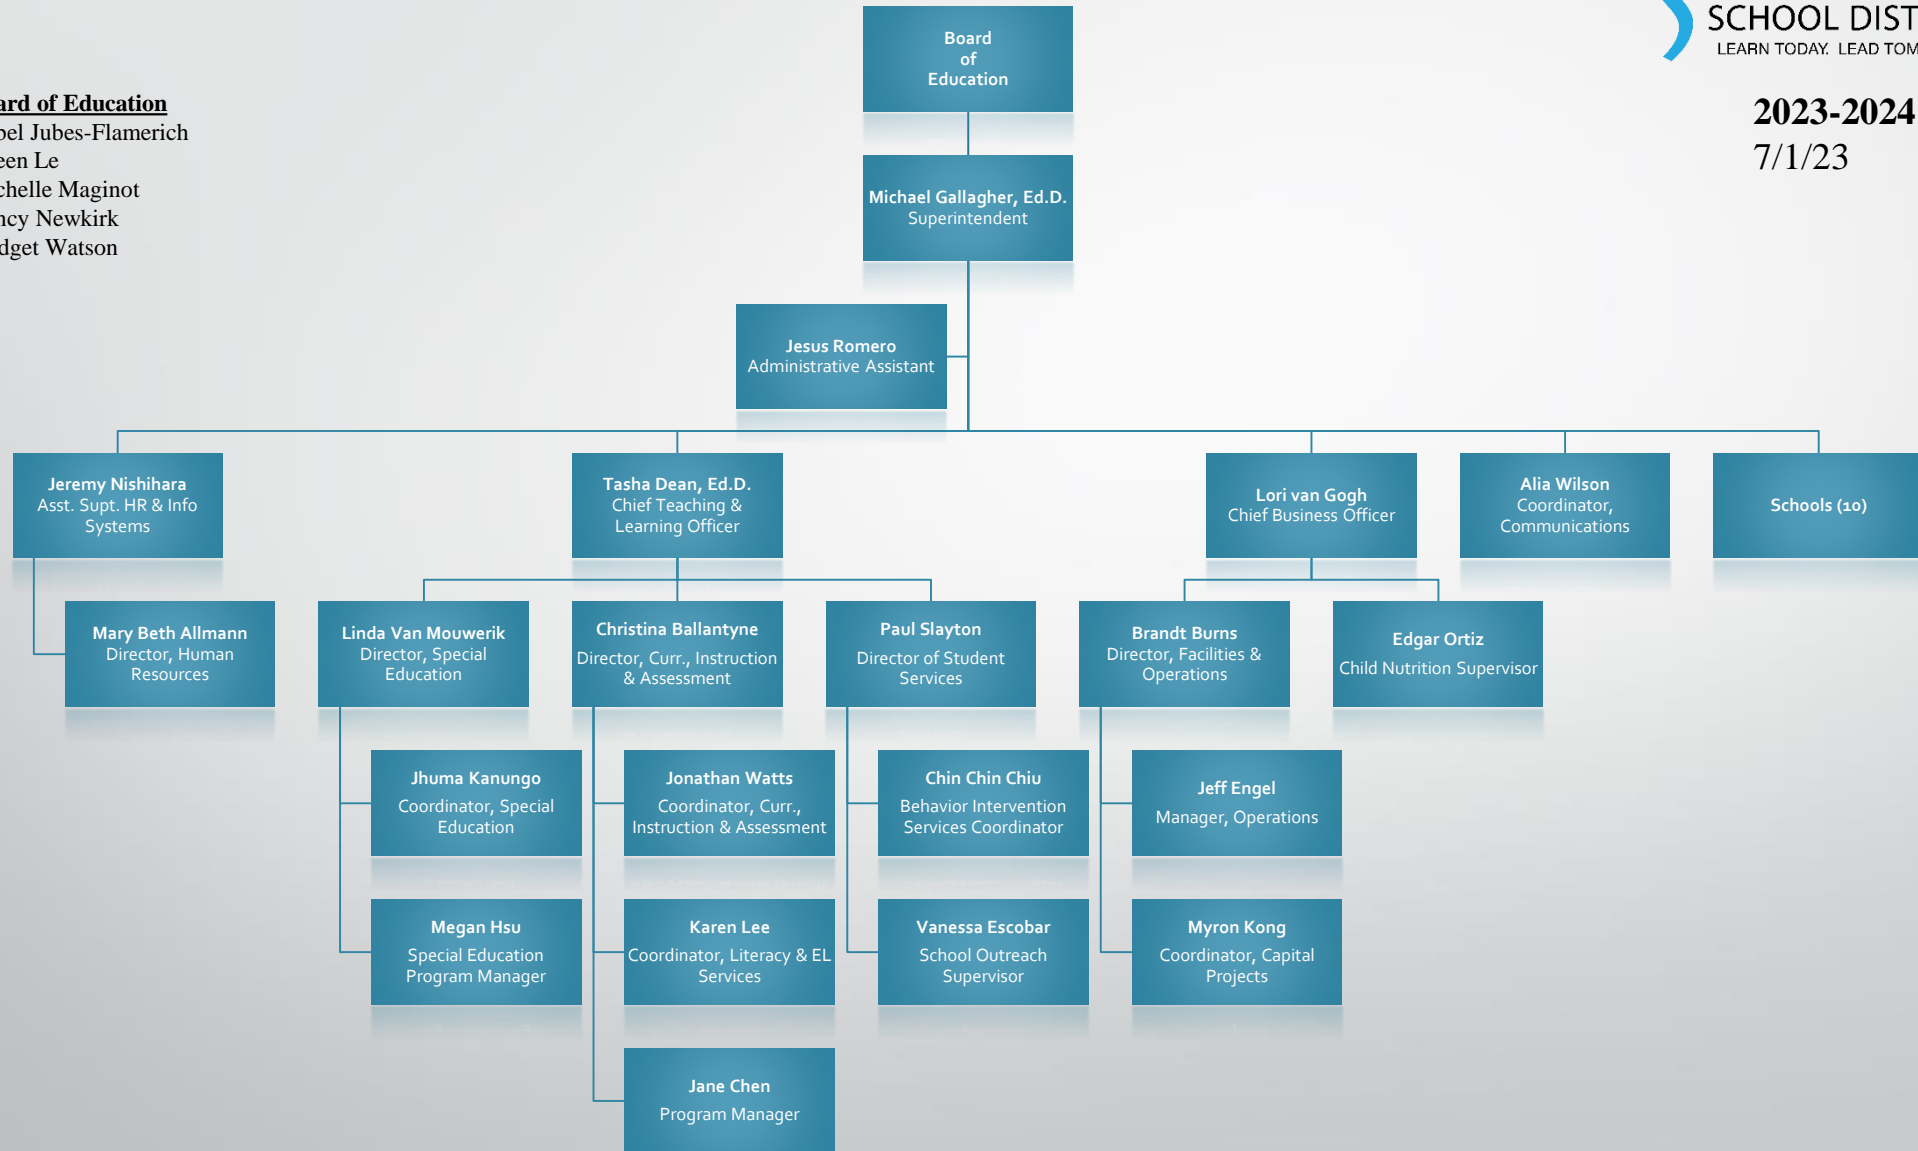 SCHOOL DIST
LEARN TODAY. LEAD TOM
2023-2024
7/1/23
ard of Education
bel Jubes-Flamerich
een Le
chelle Maginot
ncy Newkirk
dget Watson
Board
of
Education
Michael Gallagher, Ed.D.
Superintendent
Jesus Romero
Administrative Assistant
Jeremy Nishihara
Asst. Supt. HR & Info
Systems
Tasha Dean, Ed.D.
Chief Teaching &
Learning Officer
Lori van Gogh
Chief Business Officer
Alia Wilson
Coordinator,
Communications
Schools (10)
Mary Beth Allmann
Director, Human
Resources
Linda Van Mouwerik
Director, Special
Education
Christina Ballantyne
Director, Curr., Instruction
& Assessment
Paul Slayton
Director of Student
Services
Brandt Burns
Director, Facilities &
Operations
Edgar Ortiz
Child Nutrition Supervisor
Jhuma Kanungo
Coordinator, Special
Education
Jonathan Watts
Coordinator, Curr.,
Instruction & Assessment
Chin Chin Chiu
Behavior Intervention
Services Coordinator
Jeff Engel
Manager, Operations
Megan Hsu
Special Education
Program Manager
Karen Lee
Coordinator, Literacy & EL
Services
Vanessa Escobar
School Outreach
Supervisor
Myron Kong
Coordinator, Capital
Projects
Jane Chen
Program Manager